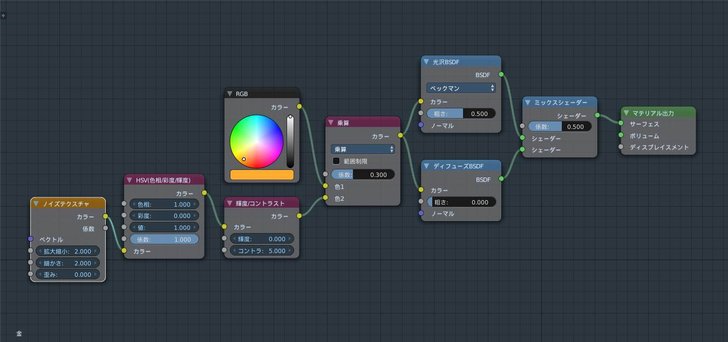 ノイズテクスチャ
カラー
係数
ベクトル
拡大縮小: 2.000
細かさ: 2.000
歪み: 0.000
HSV(色相/彩度/輝度)
カラー
色相: 1.000
彩度: 0.000
値: 1.000
係数: 1.000
カラー
RGB
カラー
輝度/コントラスト
カラー
カラー
輝度: 0.000
コントラ: 5.000
乗算
カラー
乗算
範囲制限
係数: 0.300
色1
色2
光沢BSDF
BSDF
ベックマン
カラー
粗さ: 0.500
ノーマル
ディフューズBSDF
BSDF
カラー
粗さ: 0.000
ノーマル
ミックスシェーダー
シェーダー
係数: 0.500
シェーダー
シェーダー
マテリアル出力
サーフェス
ボリューム
ディスプレイスメント
金